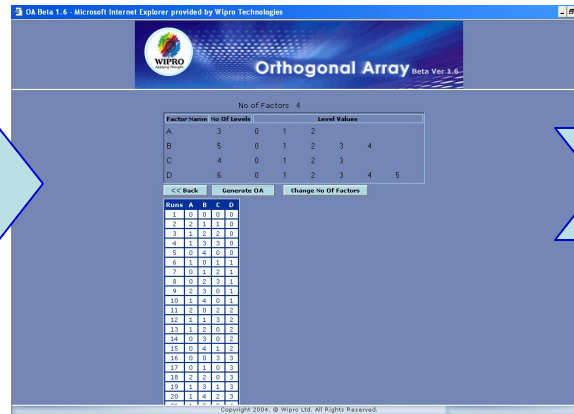 OA Beta 1.6 - Microsoft Internet Explorer provided by Wipro Technologies
WIPRO
Applying Thought
Orthogonal Array Beta Ver 1.6
No of Factors 4
Factor Name No Of Levels Level Values
A 3 0 1 2
B 5 0 1 2 3 4
C 4 0 1 2 3
D 6 0 1 2 3 4 5
<< Back Generate OA Change No Of Factors
Runs A B C D
1 0 0 0 0
2 2 1 1 0
3 1 2 2 0
4 1 3 3 0
5 0 4 0 0
6 1 0 1 1
7 0 1 2 1
8 0 2 3 1
9 2 3 0 1
10 1 4 0 1
11 2 0 2 2
12 1 1 3 2
13 1 2 0 2
14 0 3 0 2
15 0 4 1 2
16 0 0 3 3
17 0 1 0 3
18 2 2 0 3
19 1 3 1 3
20 1 4 2 3
Copyright 2004. @ Wipro Ltd. All Rights Reserved.